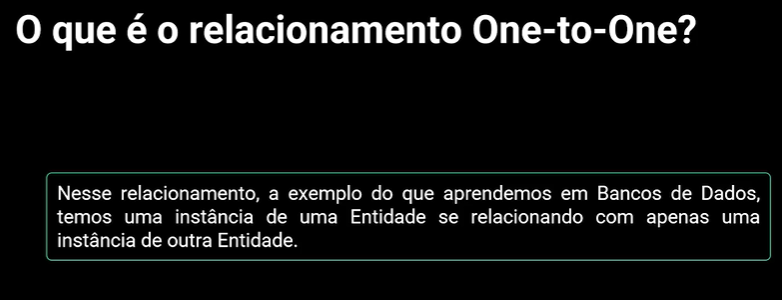 O que é o relacionamento One-to-One?
Nesse relacionamento, a exemplo do que aprendemos em Bancos de Dados,
temos uma instância de uma Entidade se relacionando com apenas uma
instância de outra Entidade.